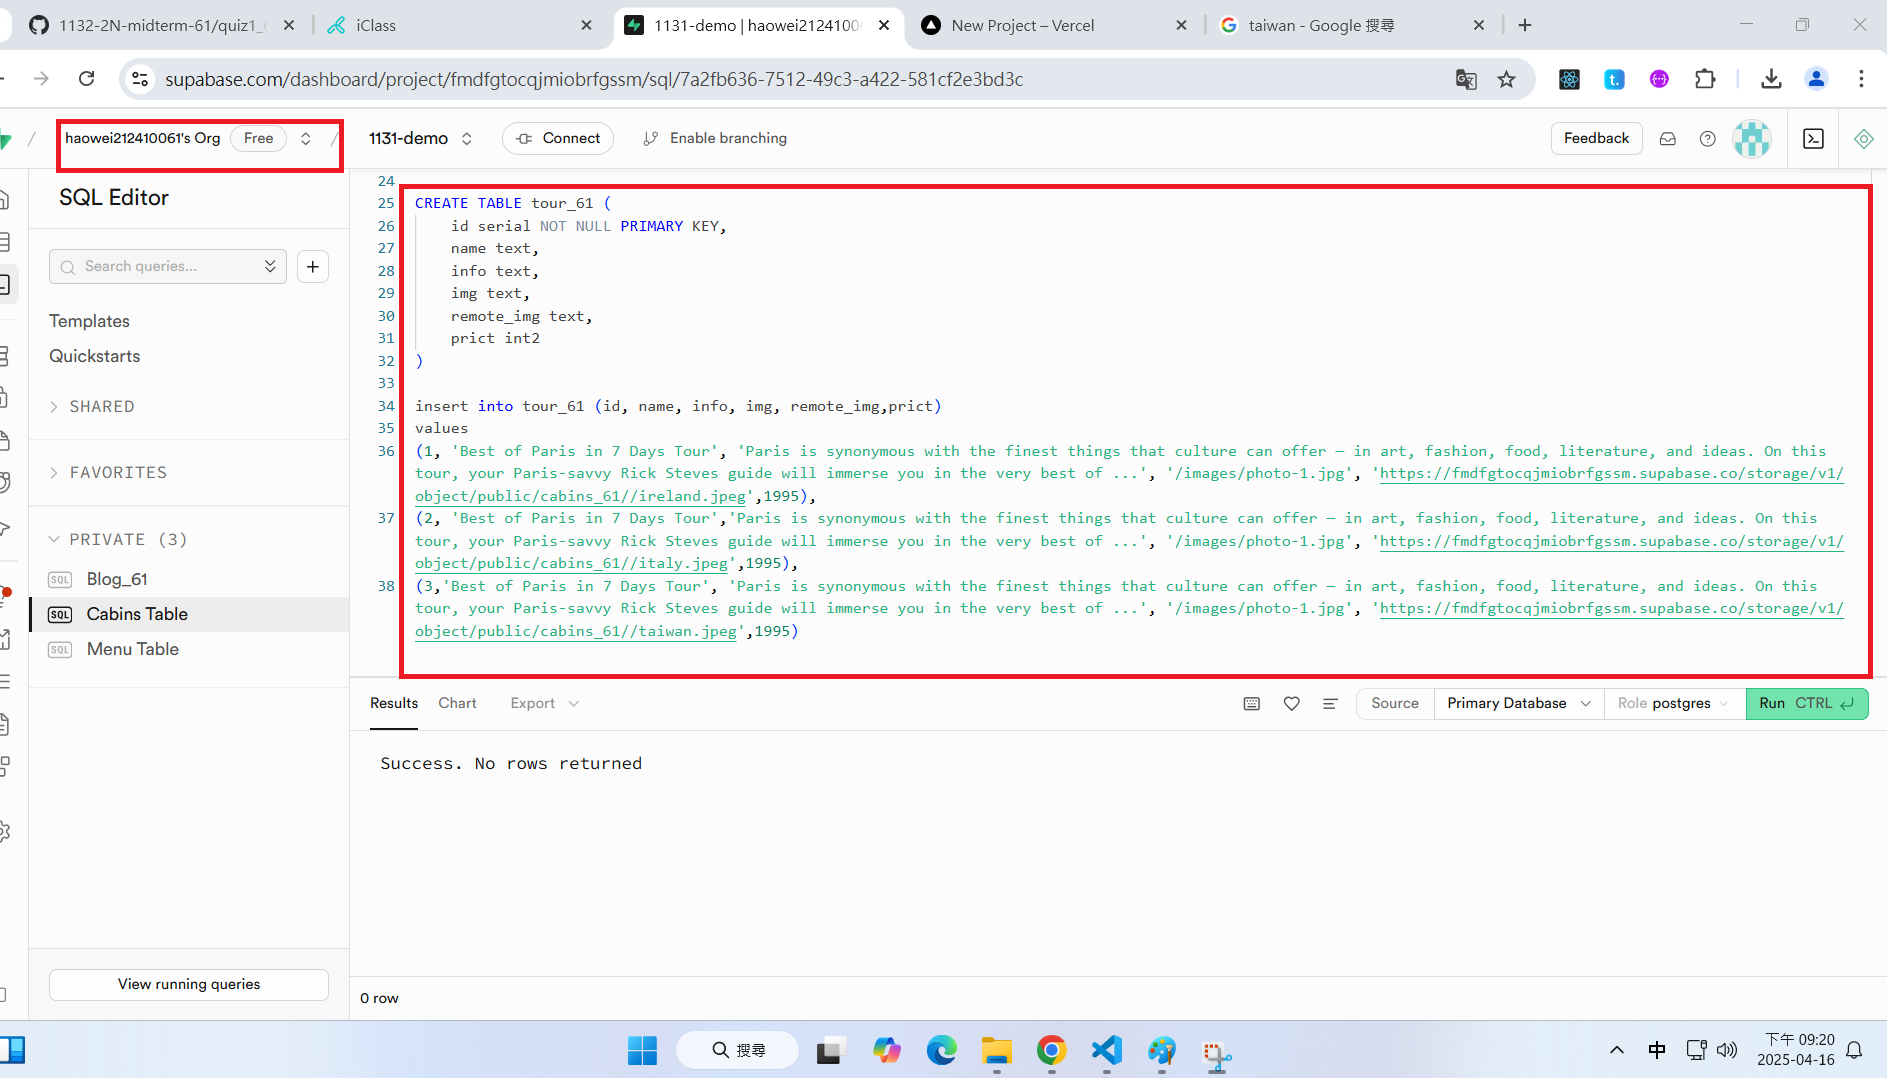 1132-2N-midterm-61/quiz1_6
iClass
1131-demo | haowei212410061
New Project – Vercel
taiwan - Google 搜尋
supabase.com/dashboard/project/fmdfgtocqjmiobrfgssm/sql/7a2fb636-7512-49c3-a422-581cf2e3bd3c
haowei212410061's Org Free / 1131-demo Connect Enable branching Feedback
SQL Editor
Search queries...
Templates
Quickstarts
SHARED
FAVORITES
PRIVATE (3)
SQL Blog_61
SQL Cabins Table
SQL Menu Table
View running queries
24
25 CREATE TABLE tour_61 (
26 id serial NOT NULL PRIMARY KEY,
27 name text,
28 info text,
29 img text,
30 remote_img text,
31 prict int2
32 )
33
34 insert into tour_61 (id, name, info, img, remote_img,prict)
35 values
36 (1, 'Best of Paris in 7 Days Tour', 'Paris is synonymous with the finest things that culture can offer — in art, fashion, food, literature, and ideas. On this
tour, your Paris-savvy Rick Steves guide will immerse you in the very best of ...', '/images/photo-1.jpg', 'https://fmdfgtocqjmiobrfgssm.supabase.co/storage/v1/
object/public/cabins_61//ireland.jpeg',1995),
37 (2, 'Best of Paris in 7 Days Tour','Paris is synonymous with the finest things that culture can offer — in art, fashion, food, literature, and ideas. On this
tour, your Paris-savvy Rick Steves guide will immerse you in the very best of ...', '/images/photo-1.jpg', 'https://fmdfgtocqjmiobrfgssm.supabase.co/storage/v1/
object/public/cabins_61//italy.jpeg',1995),
38 (3,'Best of Paris in 7 Days Tour', 'Paris is synonymous with the finest things that culture can offer — in art, fashion, food, literature, and ideas. On this
tour, your Paris-savvy Rick Steves guide will immerse you in the very best of ...', '/images/photo-1.jpg', 'https://fmdfgtocqjmiobrfgssm.supabase.co/storage/v1/
object/public/cabins_61//taiwan.jpeg',1995)
Results Chart Export Source Primary Database Role postgres Run CTRL
Success. No rows returned
0 row
搜尋
中
下午 09:20
2025-04-16